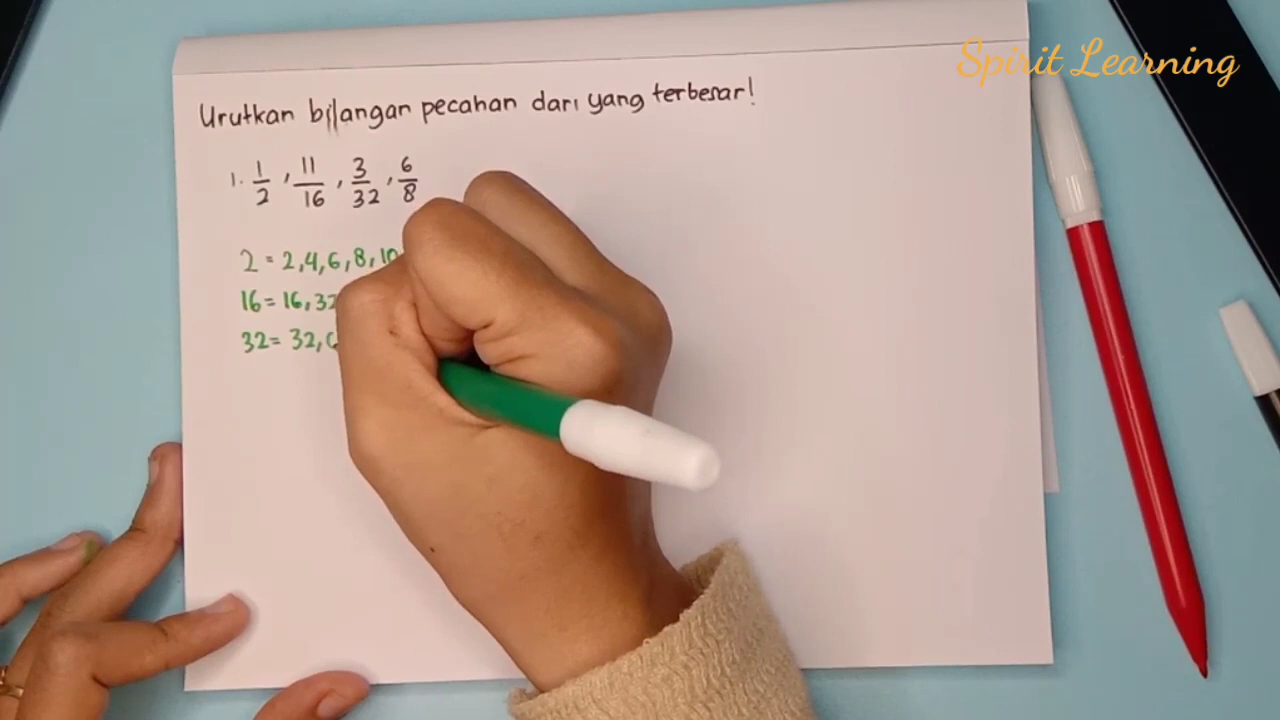 Spirit Learning
Urutkan bilangan pecahan dari yang terbesar!
1. 1/2, 11/16, 3/32, 6/8
2 = 2, 4, 6, 8, 10
16 = 16, 32
32 = 32,